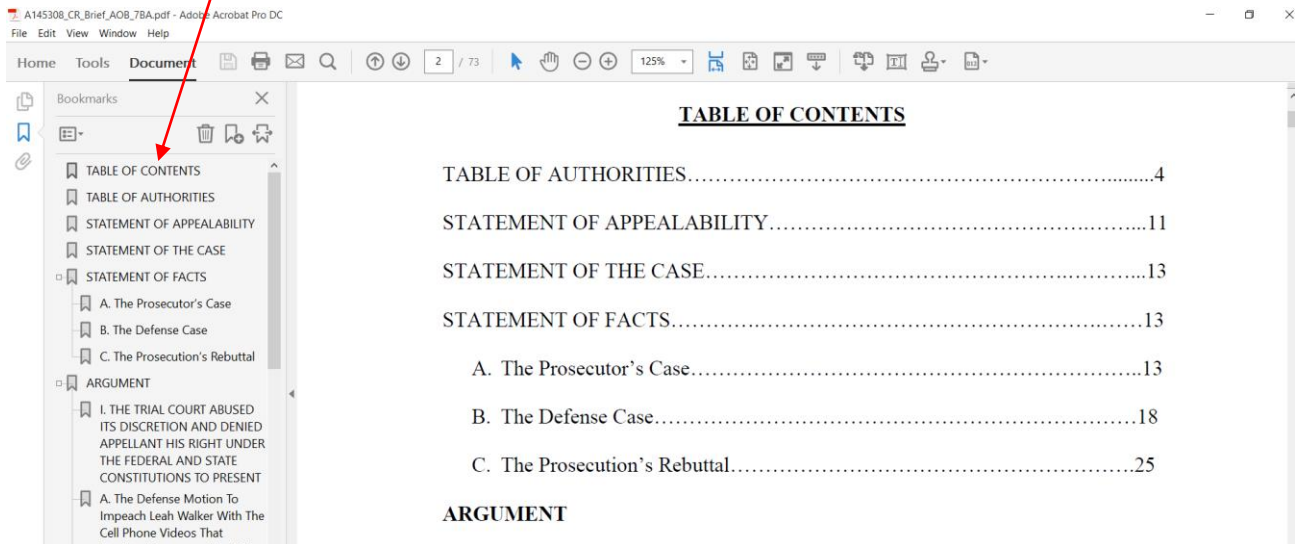 A145308_CR_Brief_AOB_7BA.pdf - Adobe Acrobat Pro DC
File Edit View Window Help
Home Tools Document 2 / 73 125%
Bookmarks
TABLE OF CONTENTS
TABLE OF AUTHORITIES
STATEMENT OF APPEALABILITY
STATEMENT OF THE CASE
STATEMENT OF FACTS
A. The Prosecutor's Case
B. The Defense Case
C. The Prosecution's Rebuttal
ARGUMENT
I. THE TRIAL COURT ABUSED
ITS DISCRETION AND DENIED
APPELLANT HIS RIGHT UNDER
THE FEDERAL AND STATE
CONSTITUTIONS TO PRESENT
A. The Defense Motion To
Impeach Leah Walker With The
Cell Phone Videos That
TABLE OF CONTENTS
TABLE OF AUTHORITIES……………………………………………………………….........4
STATEMENT OF APPEALABILITY………………………………………………….……...11
STATEMENT OF THE CASE…………………………………………………………..………...13
STATEMENT OF FACTS…………..………………………………………………………….……13
A. The Prosecutor's Case……………………………………………………………………..13
B. The Defense Case……………………………………………………………………………18
C. The Prosecution's Rebuttal……………………………………………………………….25
ARGUMENT